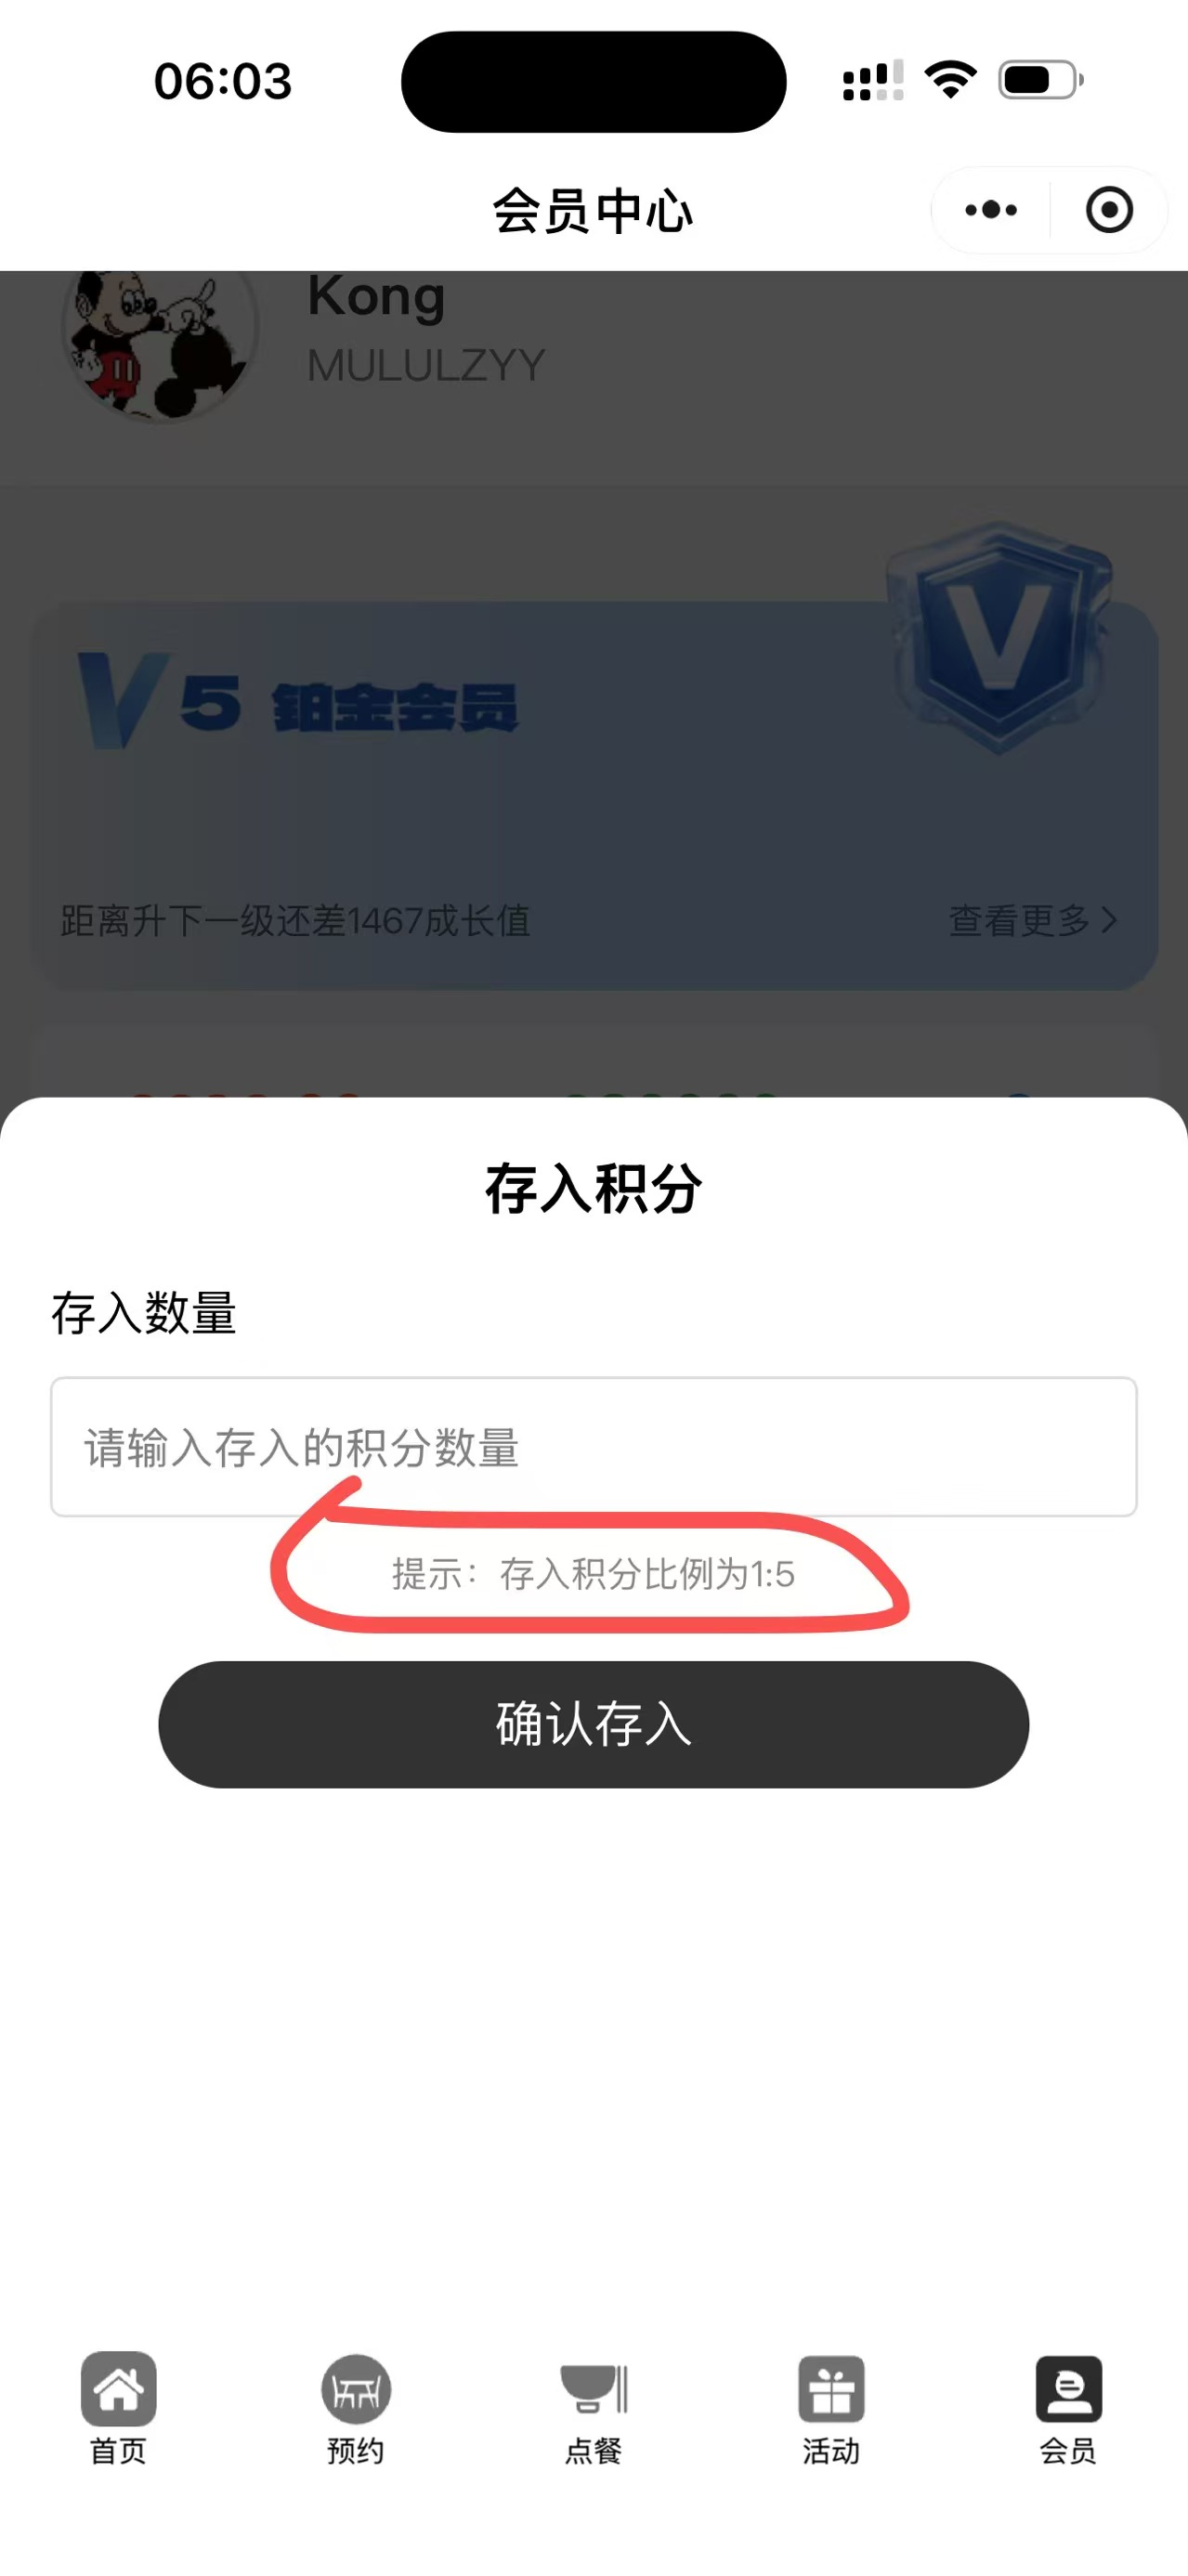 06:03
会员中心
Kong
MULULZYY
V5 铂金会员
V
距离升下一级还差1467成长值
查看更多
存入积分
存入数量
请输入存入的积分数量
提示：存入积分比例为1:5
确认存入
首页
预约
点餐
活动
会员